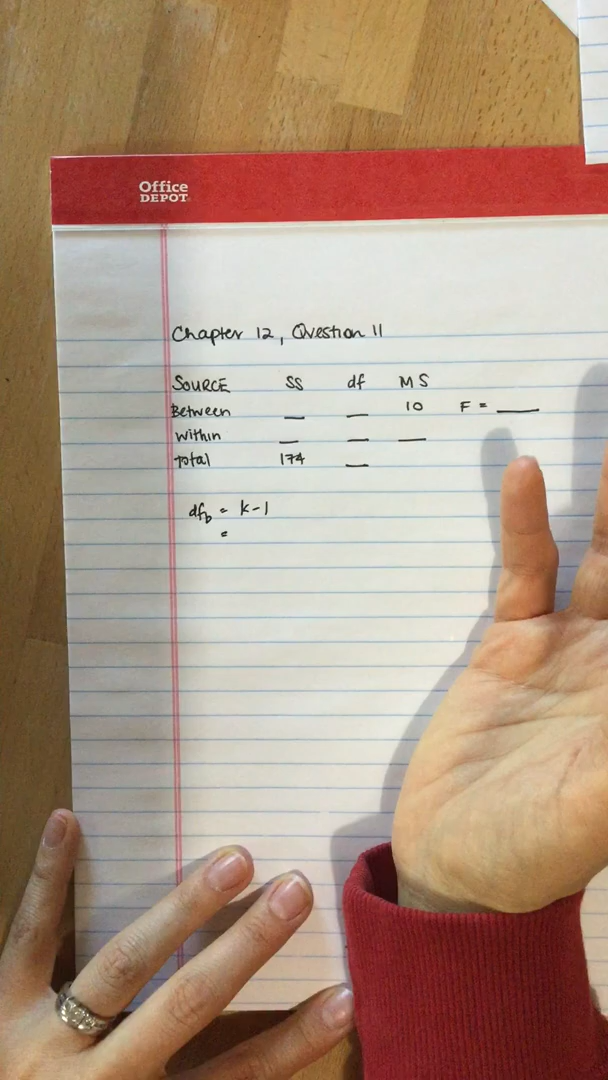 Office
DEPOT
Chapter 12, Question 11
SOURCE SS df MS
Between __ __ 10 F = __
within __ __ __
total 174 __
dfb = k-1
=